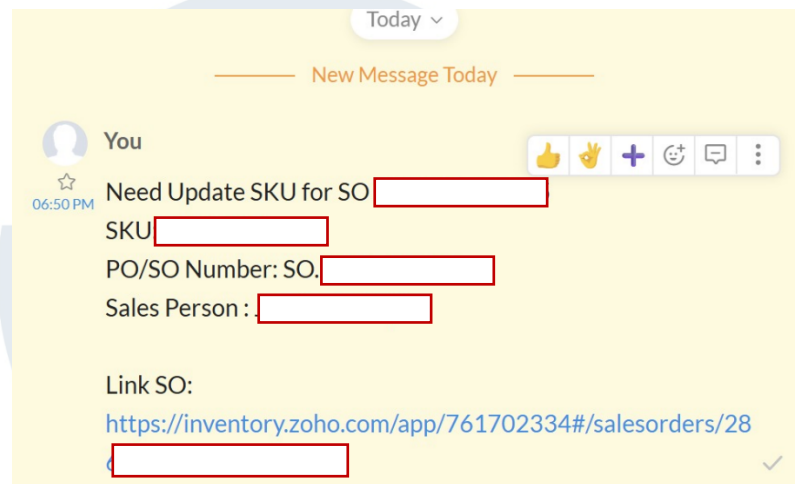 Today
New Message Today
You
06:50 PM
Need Update SKU for SO
SKU
PO/SO Number: SO.
Sales Person :
Link SO:
https://inventory.zoho.com/app/761702334#/salesorders/28